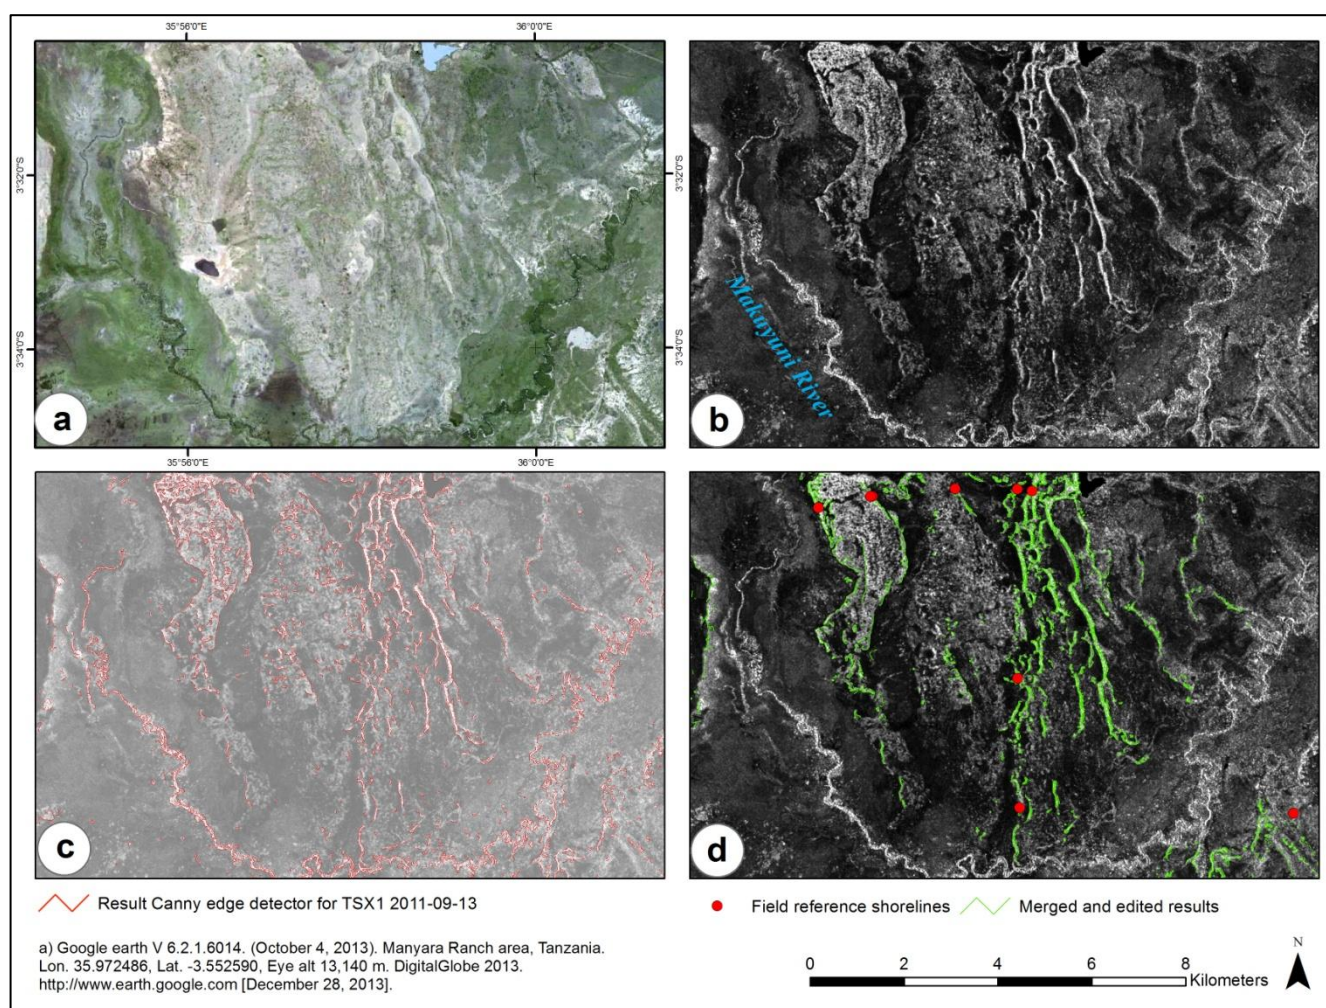 35°56'0"E
36°0'0"E
3°32'0"S
3°32'0"S
3°34'0"S
3°34'0"S
a
Makuyuni River
b
35°56'0"E
36°0'0"E
c
d
Result Canny edge detector for TSX1 2011-09-13
Field reference shorelines
Merged and edited results
a) Google earth V 6.2.1.6014. (October 4, 2013). Manyara Ranch area, Tanzania.
Lon. 35.972486, Lat. -3.552590, Eye alt 13,140 m. DigitalGlobe 2013.
http://www.earth.google.com [December 28, 2013].
N
0 2 4 6 8
Kilometers